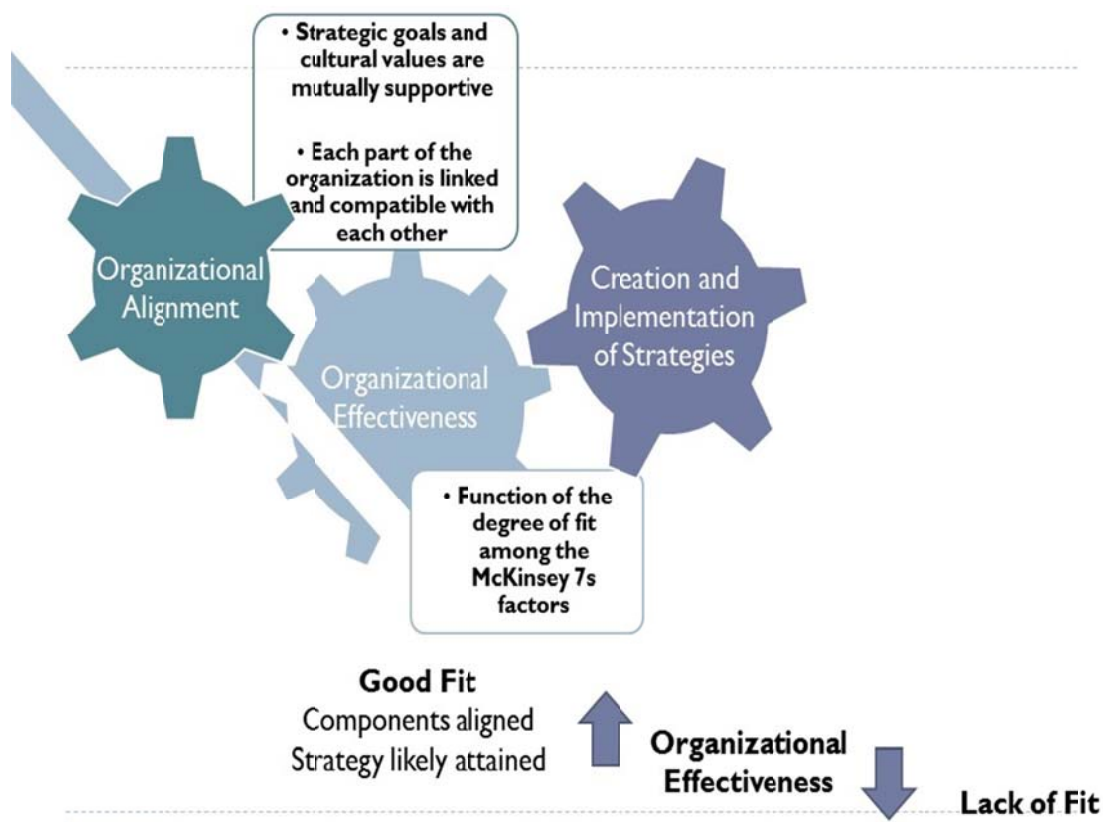 • Strategic goals and
cultural values are
mutually supportive
• Each part of the
organization is linked
and compatible with
each other
Organizational
Alignment
Creation and
Implementation
of Strategies
Organizational
Effectiveness
• Function of the
degree of fit
among the
McKinsey 7s
factors
Good Fit
Components aligned
Strategy likely attained
Organizational
Effectiveness
Lack of Fit